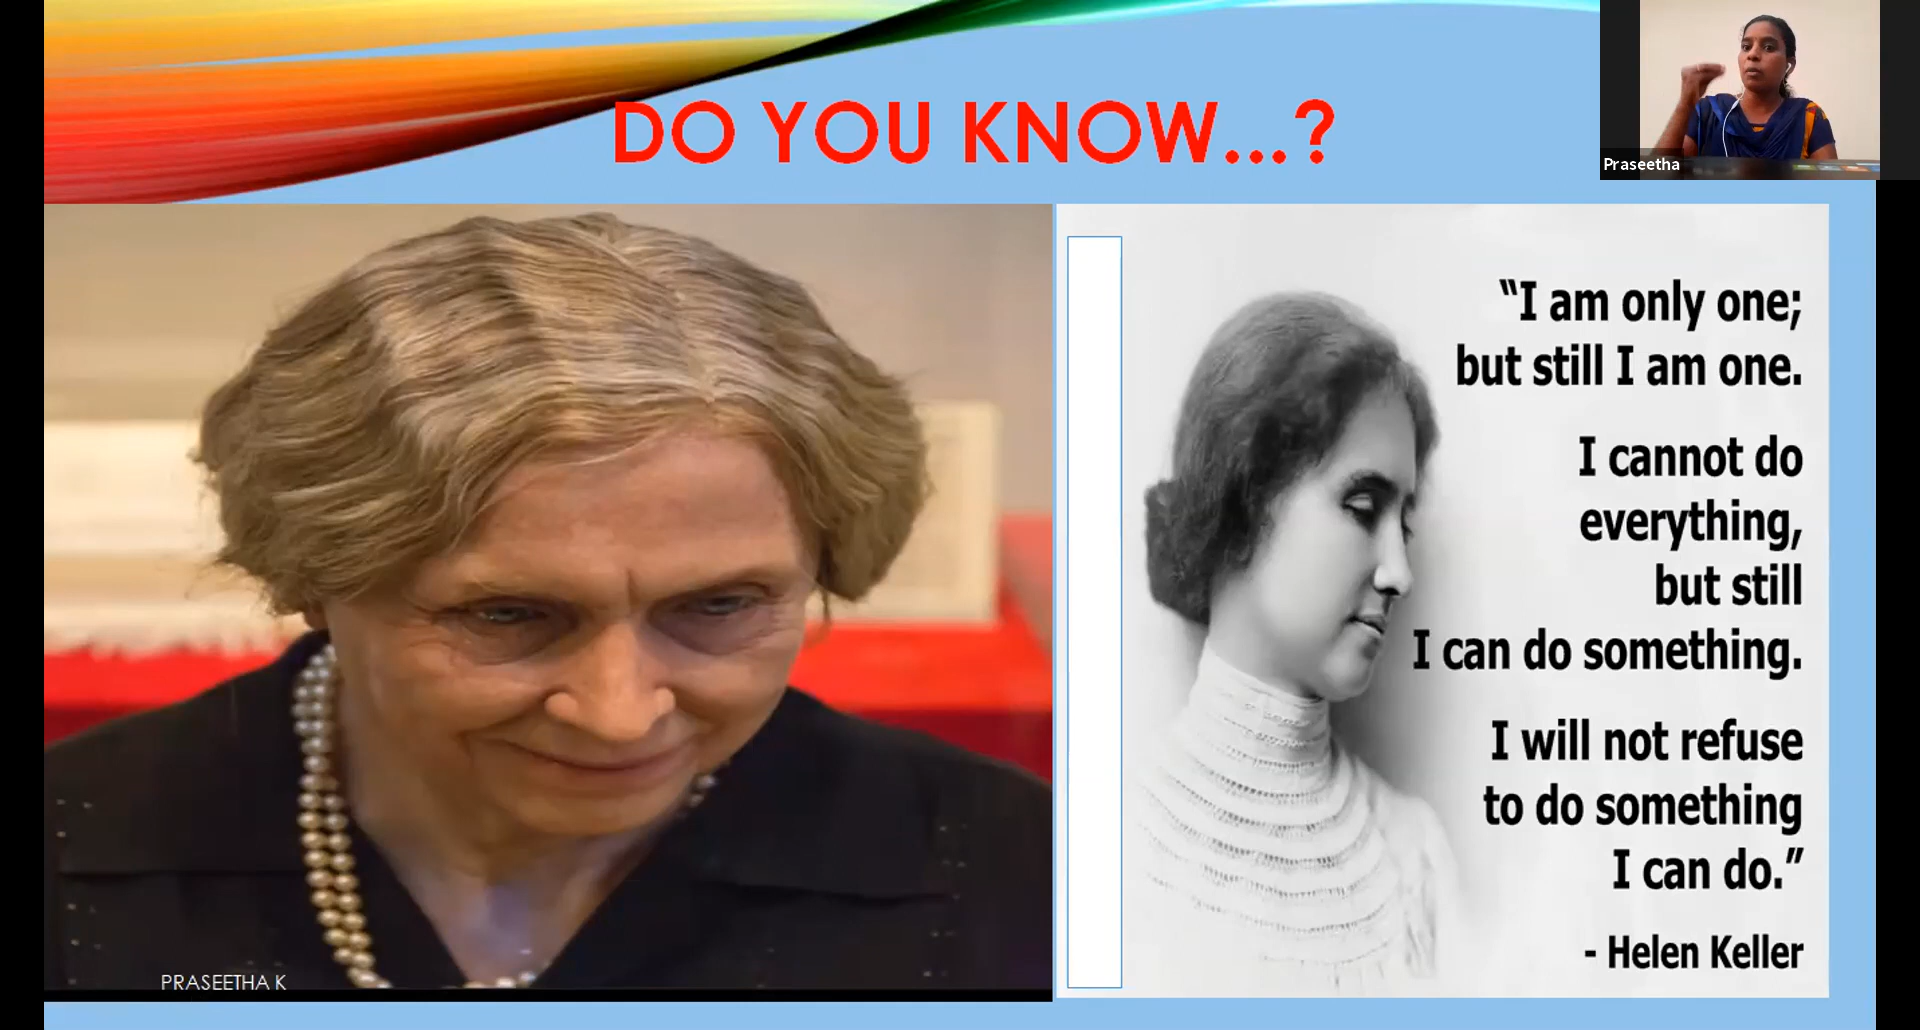 DO YOU KNOW...?
Praseetha
“I am only one;
but still I am one.
I cannot do
everything,
but still
I can do something.
I will not refuse
to do something
I can do.”
- Helen Keller
PRASEETHA K